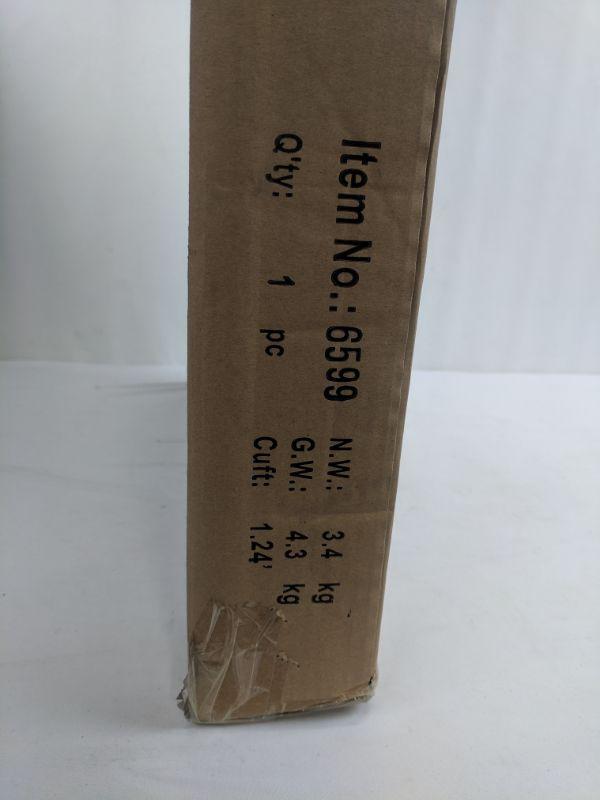 Item No.: 6599
Q'ty: 1 pc
N.W.: 3.4 kg
G.W.: 4.3 kg
Cuft: 1.24'